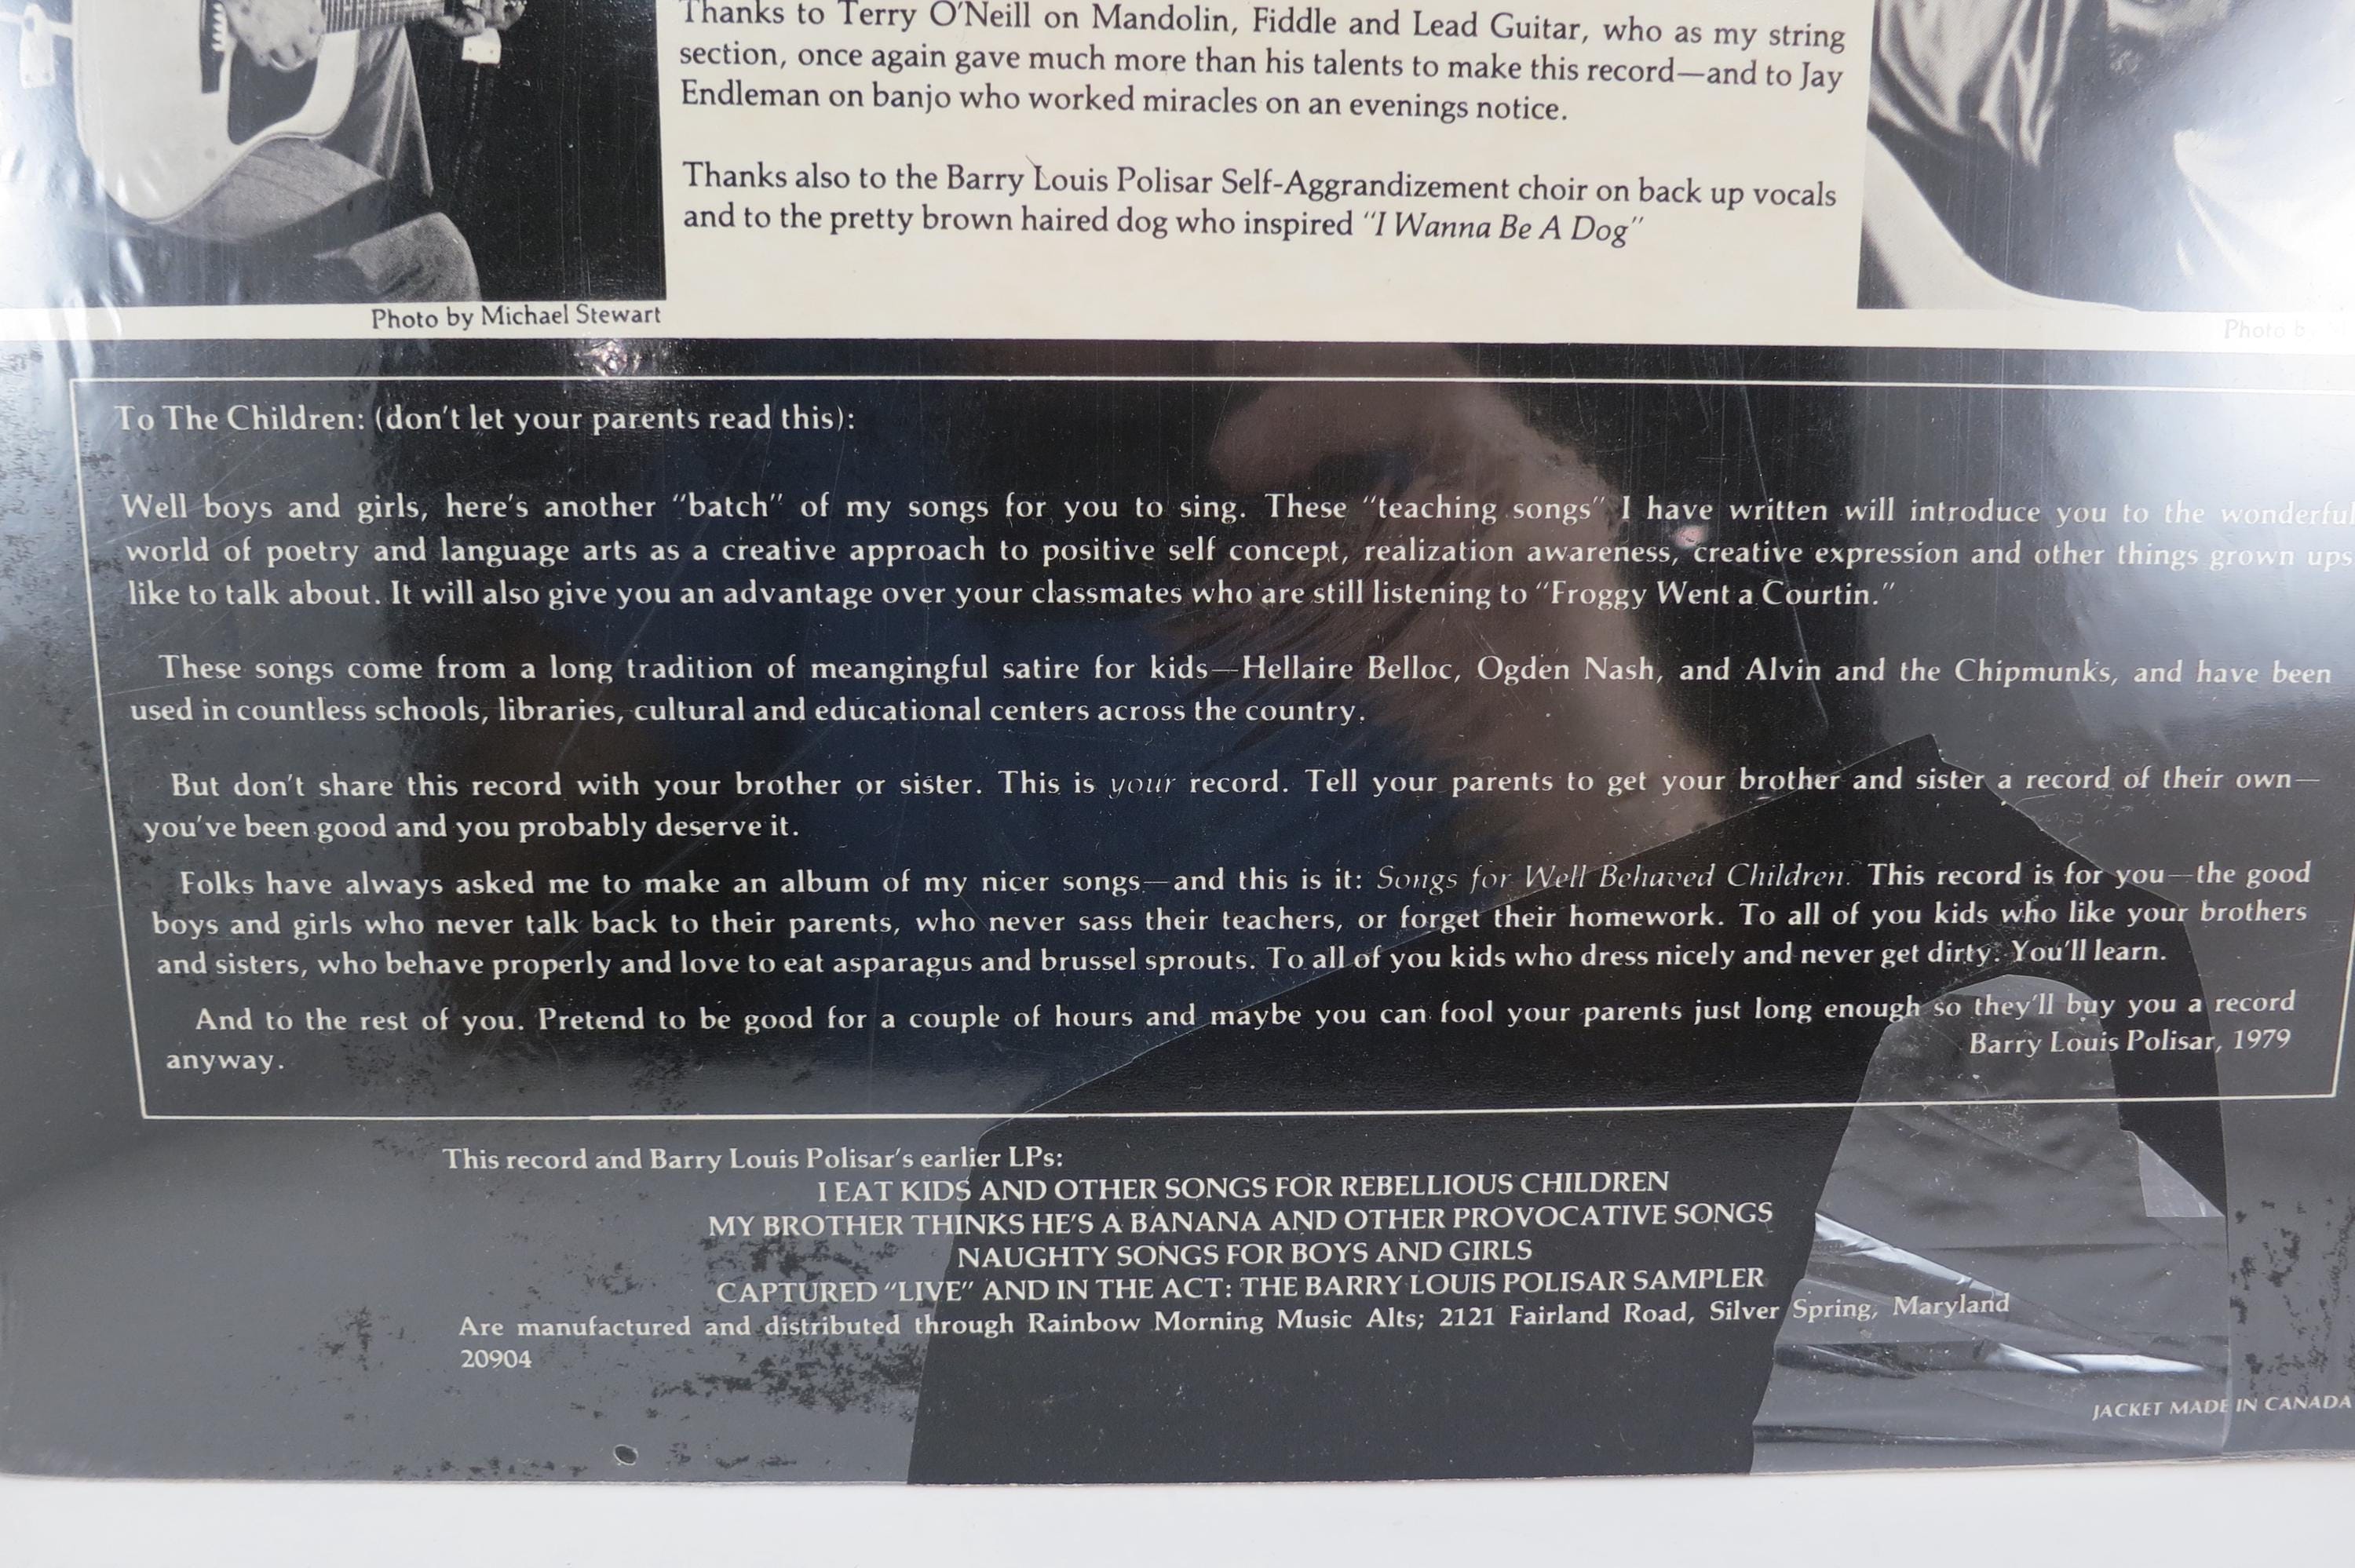 Thanks to Terry O'Neill on Mandolin, Fiddle and Lead Guitar, who as my string
section, once again gave much more than his talents to make this record—and to Jay
Endleman on banjo who worked miracles on an evenings notice.
Thanks also to the Barry Louis Polisar Self-Aggrandizement choir on back up vocals
and to the pretty brown haired dog who inspired "I Wanna Be A Dog"
Photo by Michael Stewart
Photo
To The Children: (don't let your parents read this):
Well boys and girls, here's another "batch" of my songs for you to sing. These "teaching songs" I have written will introduce you to the wonderful
world of poetry and language arts as a creative approach to positive self concept, realization awareness, creative expression and other things grown ups
like to talk about. It will also give you an advantage over your classmates who are still listening to "Froggy Went a Courtin."
These songs come from a long tradition of meangingful satire for kids—Hellaire Belloc, Ogden Nash, and Alvin and the Chipmunks, and have been
used in countless schools, libraries, cultural and educational centers across the country.
But don't share this record with your brother or sister. This is your record. Tell your parents to get your brother and sister a record of their own—
you've been good and you probably deserve it.
Folks have always asked me to make an album of my nicer songs—and this is it: Songs for Well Behaved Children. This record is for you—the good
boys and girls who never talk back to their parents, who never sass their teachers, or forget their homework. To all of you kids who like your brothers
and sisters, who behave properly and love to eat asparagus and brussel sprouts. To all of you kids who dress nicely and never get dirty. You'll learn.
And to the rest of you. Pretend to be good for a couple of hours and maybe you can fool your parents just long enough so they'll buy you a record
anyway.
Barry Louis Polisar, 1979
This record and Barry Louis Polisar's earlier LPs:
I EAT KIDS AND OTHER SONGS FOR REBELLIOUS CHILDREN
MY BROTHER THINKS HE'S A BANANA AND OTHER PROVOCATIVE SONGS
NAUGHTY SONGS FOR BOYS AND GIRLS
CAPTURED "LIVE" AND IN THE ACT: THE BARRY LOUIS POLISAR SAMPLER
Are manufactured and distributed through Rainbow Morning Music Alts; 2121 Fairland Road, Silver Spring, Maryland
20904
JACKET MADE IN CANADA